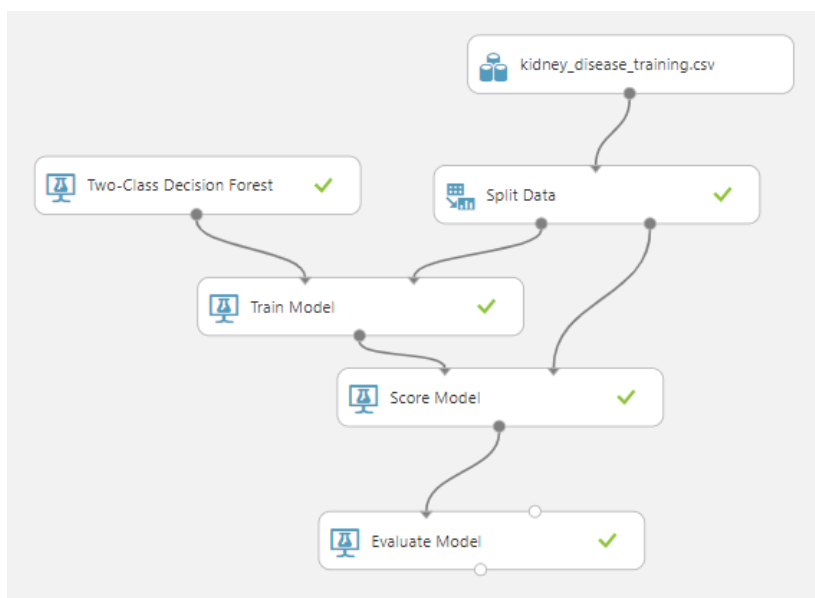 kidney_disease_training.csv
Two-Class Decision Forest
Split Data
Train Model
Score Model
Evaluate Model